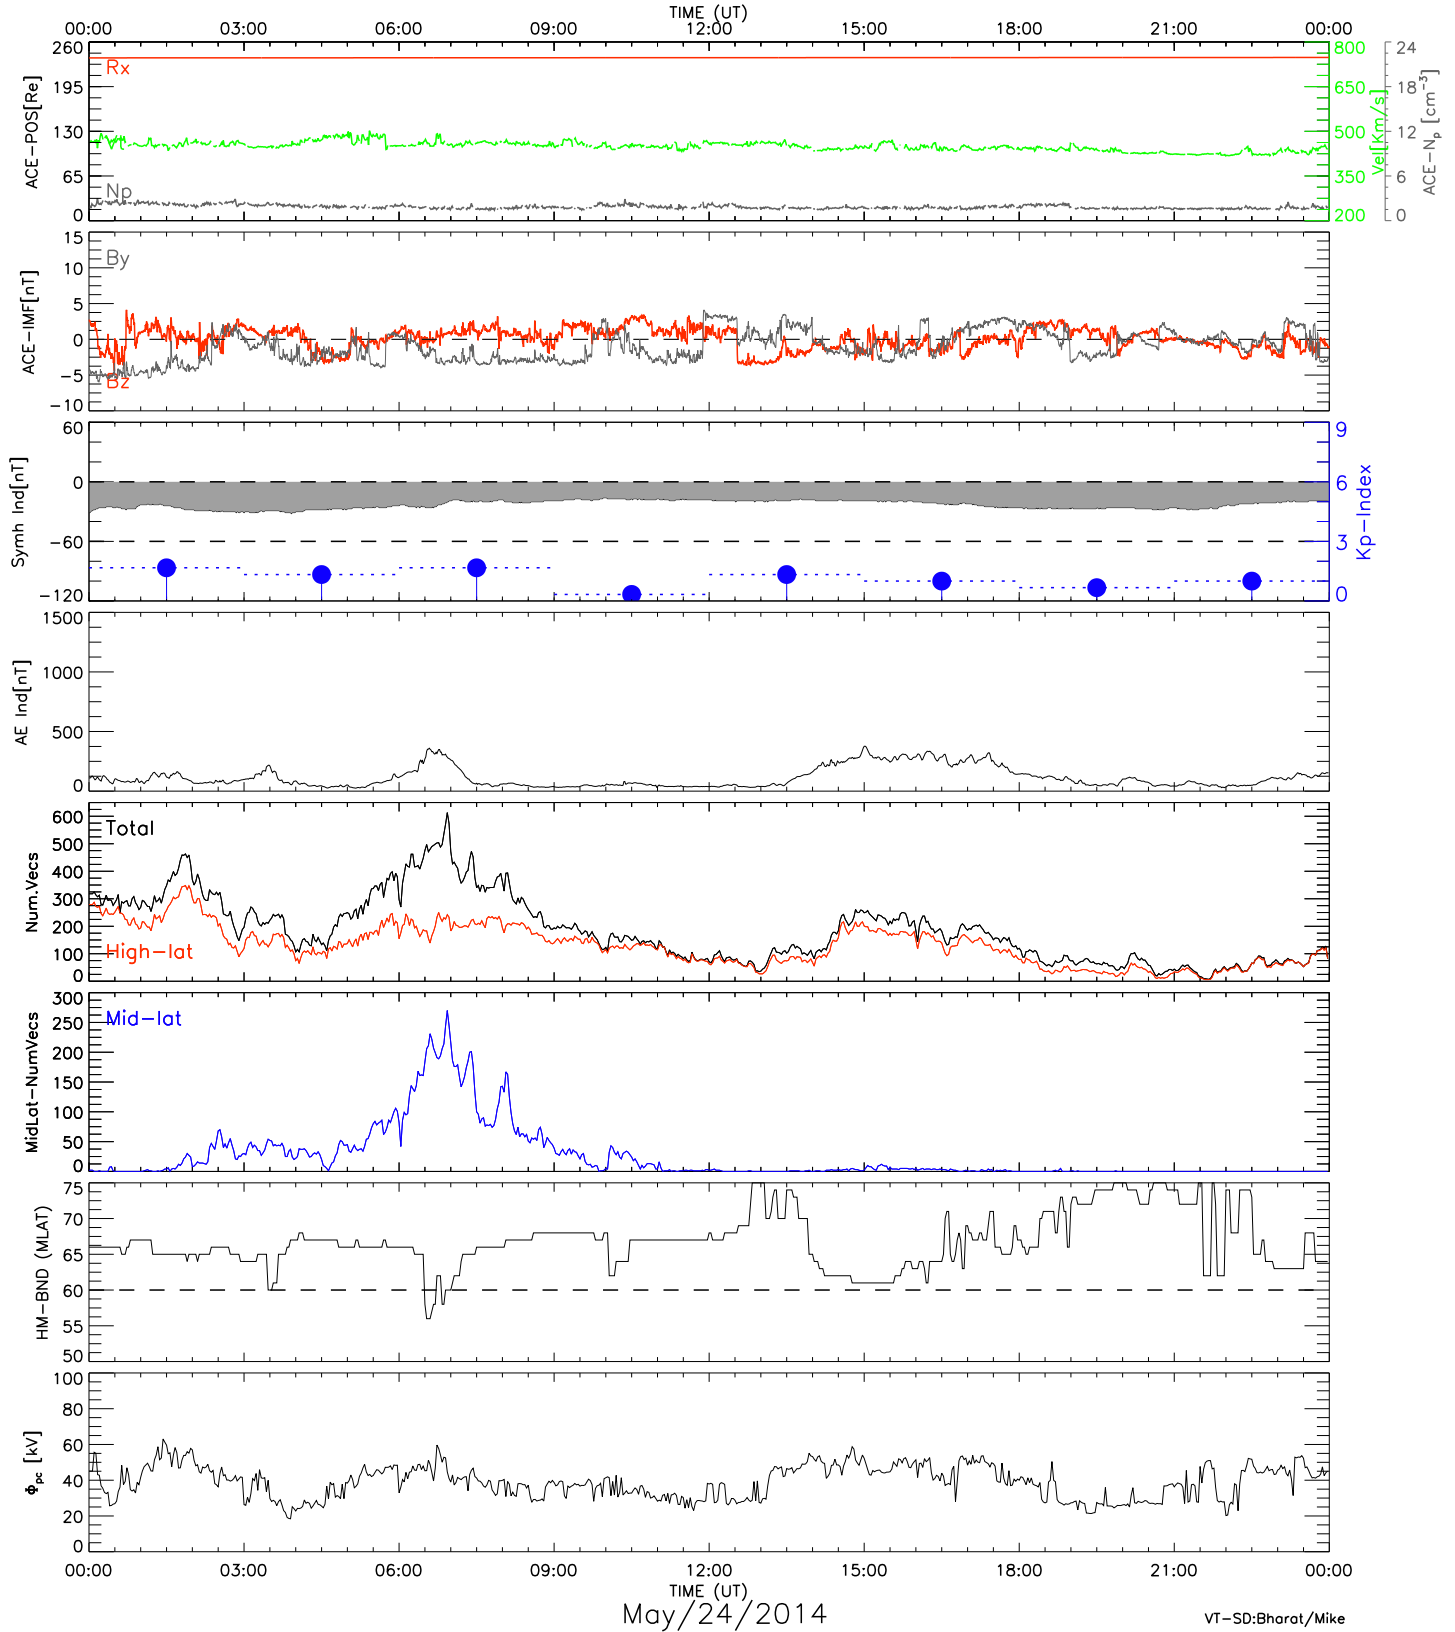 TIME (UT)
00:00 03:00 06:00 09:00 12:00 15:00 18:00 21:00 00:00
ACE-POS[Re]
260
195
130
65
0
Rx
Np
800
650
500
350
200
Vel[Km/s]
24
18
12
6
0
ACE-Np [cm-3]
ACE-IMF[nT]
15
10
5
0
-5
-10
By
Bz
Symh Ind[nT]
60
0
-60
-120
9
6
3
0
Kp-Index
AE Ind[nT]
1500
1000
500
0
Num.Vecs
600
500
400
300
200
100
0
Total
High-lat
MidLat-NumVecs
300
250
200
150
100
50
0
Mid-lat
HM-BND (MLAT)
75
70
65
60
55
50
Φpc [kV]
100
80
60
40
20
0
00:00 03:00 06:00 09:00 12:00 15:00 18:00 21:00 00:00
TIME (UT)
May/24/2014
VT-SD:Bharat/Mike